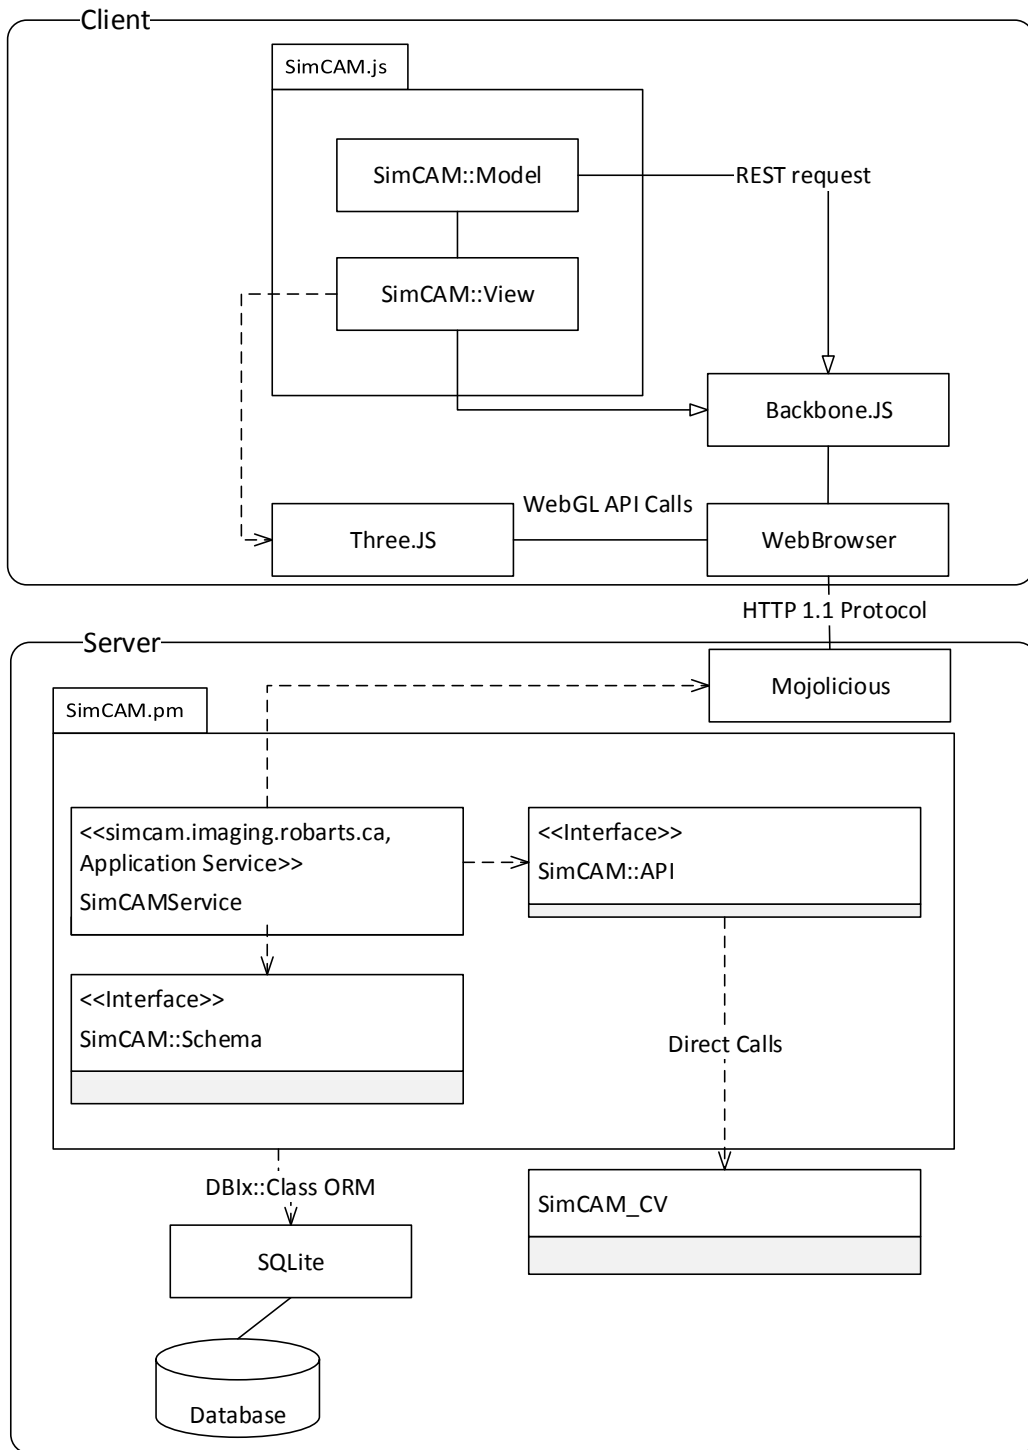 Client
SimCAM.js
SimCAM::Model
REST request
SimCAM::View
Backbone.JS
WebGL API Calls
Three.JS
WebBrowser
HTTP 1.1 Protocol
Server
Mojolicious
SimCAM.pm
<<simcam.imaging.robarts.ca,
Application Service>>
SimCAMService
<<Interface>>
SimCAM::API
<<Interface>>
SimCAM::Schema
Direct Calls
DBIx::Class ORM
SimCAM_CV
SQLite
Database